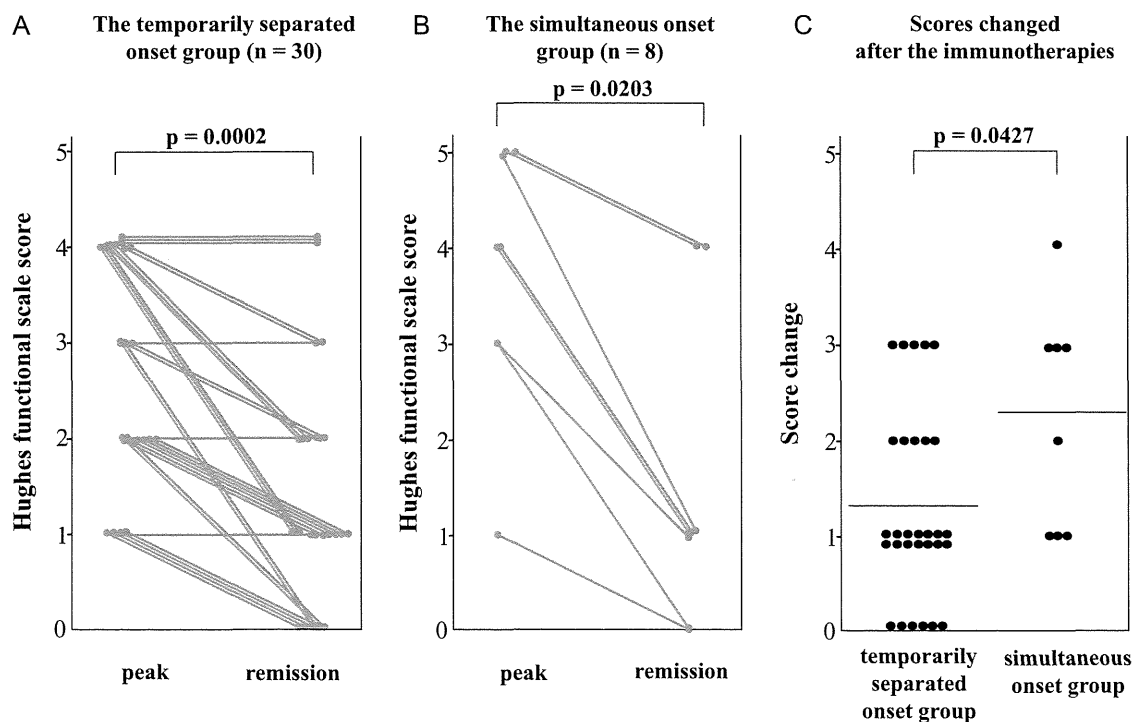 A
The temporarily separated
onset group (n = 30)
p = 0.0002
Hughes functional scale score
5
4
3
2
1
0
peak
remission
B
The simultaneous onset
group (n = 8)
p = 0.0203
Hughes functional scale score
5
4
3
2
1
0
peak
remission
C
Scores changed
after the immunotherapies
p = 0.0427
Score change
5
4
3
2
1
0
temporarily
separated
onset group
simultaneous
onset group